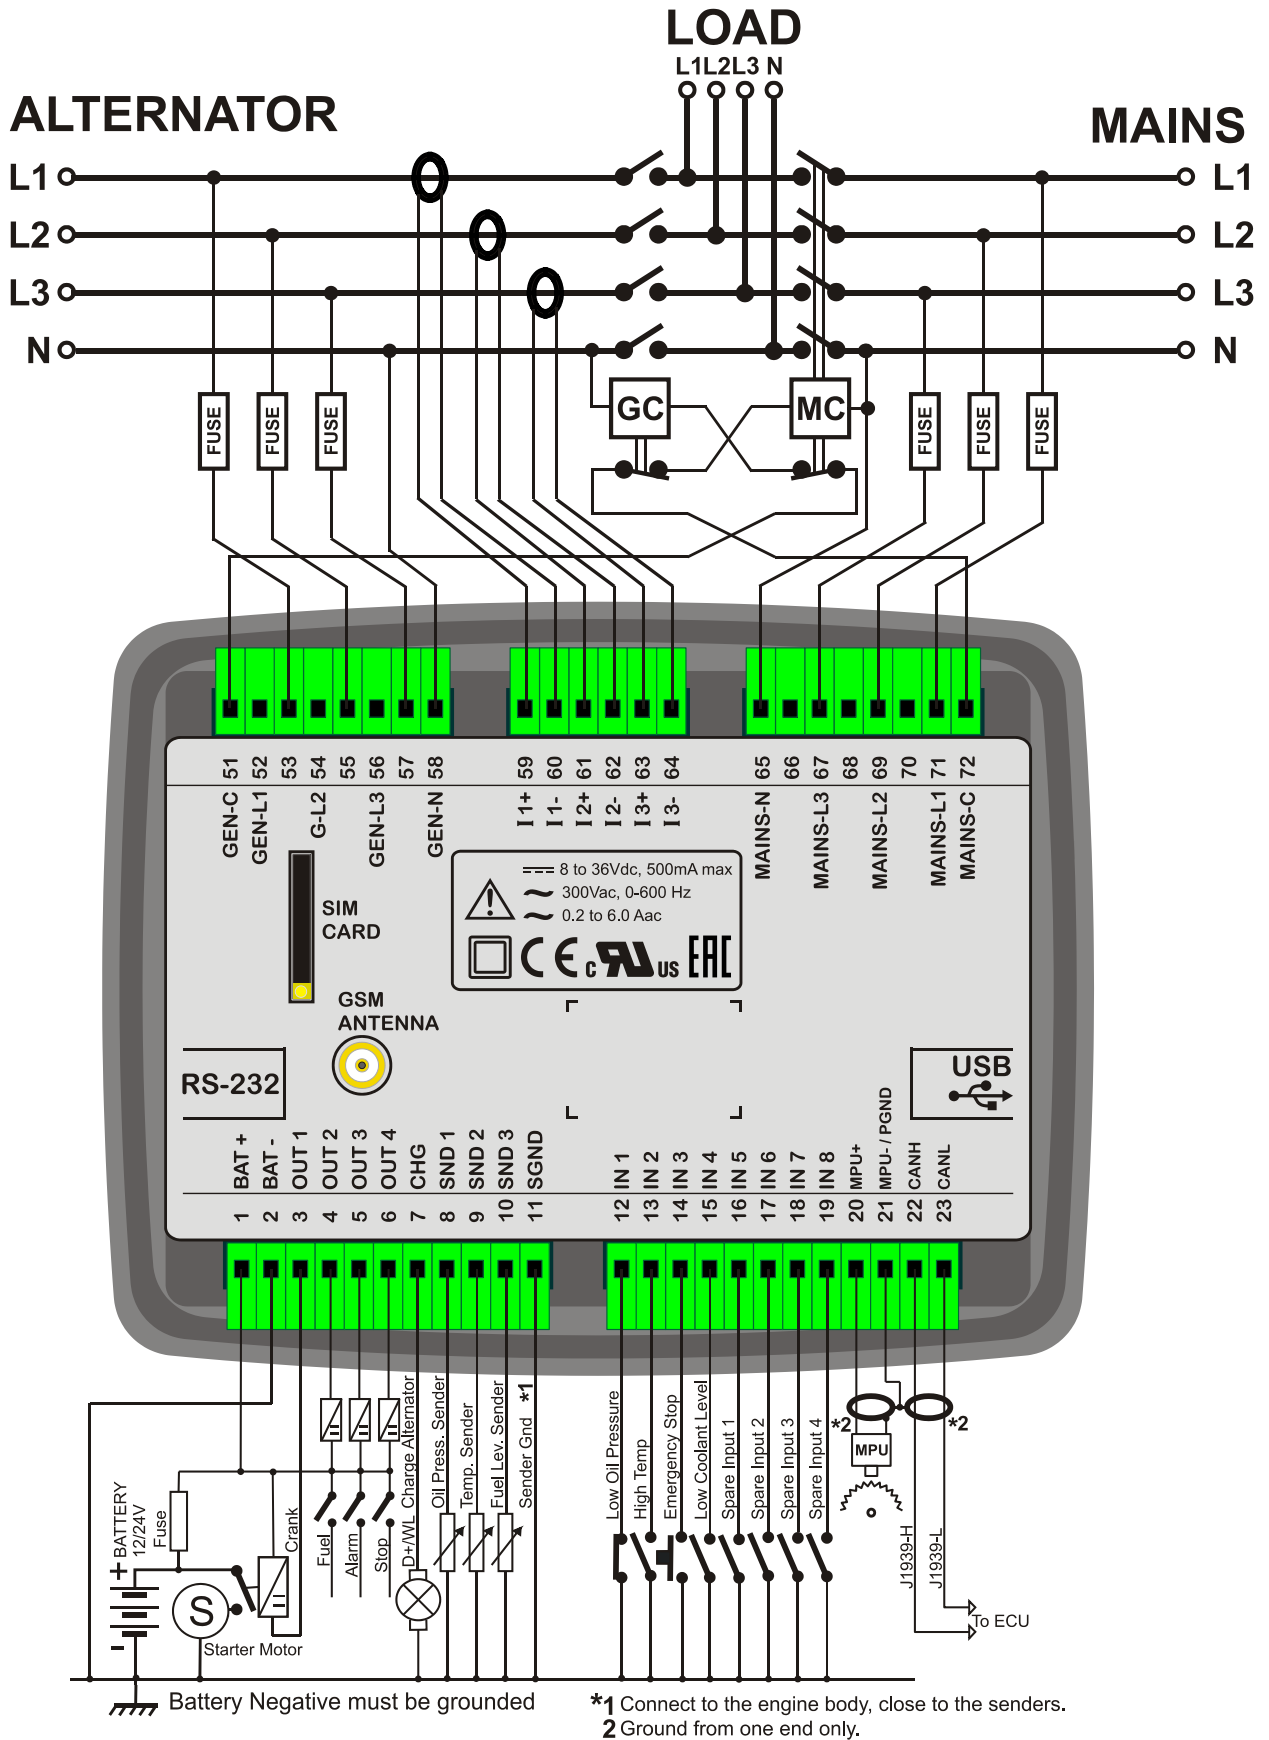 LOAD
L1 L2 L3 N
ALTERNATOR
MAINS
L1
L1
L2
L2
L3
L3
N
N
GC
MC
FUSE
FUSE
FUSE
FUSE
FUSE
FUSE
51
52
53
54
55
56
57
58
59
60
61
62
63
64
65
66
67
68
69
70
71
72
GEN-C
GEN-L1
G-L2
GEN-L3
GEN-N
I 1+
I 1-
I 2+
I 2-
I 3+
I 3-
MAINS-N
MAINS-L3
MAINS-L2
MAINS-L1
MAINS-C
8 to 36Vdc, 500mA max
300Vac, 0-600 Hz
0.2 to 6.0 Aac
CE c RU US EAC
SIM
CARD
GSM
ANTENNA
RS-232
USB
BAT +
BAT -
OUT 1
OUT 2
OUT 3
OUT 4
CHG
SND 1
SND 2
SND 3
SGND
IN 1
IN 2
IN 3
IN 4
IN 5
IN 6
IN 7
IN 8
MPU+
MPU- / PGND
CANH
CANL
1
2
3
4
5
6
7
8
9
10
11
12
13
14
15
16
17
18
19
20
21
22
23
BATTERY
12/24V
Fuse
+
-
S
Starter Motor
Crank
Fuel
Alarm
Stop
D+/WL Charge Alternator
Oil Press. Sender
Temp. Sender
Fuel Lev. Sender
Sender Gnd *1
Low Oil Pressure
High Temp
Emergency Stop
Low Coolant Level
Spare Input 1
Spare Input 2
Spare Input 3
Spare Input 4
*2
*2
MPU
J1939-H
J1939-L
To ECU
Battery Negative must be grounded
*1 Connect to the engine body, close to the senders.
2 Ground from one end only.